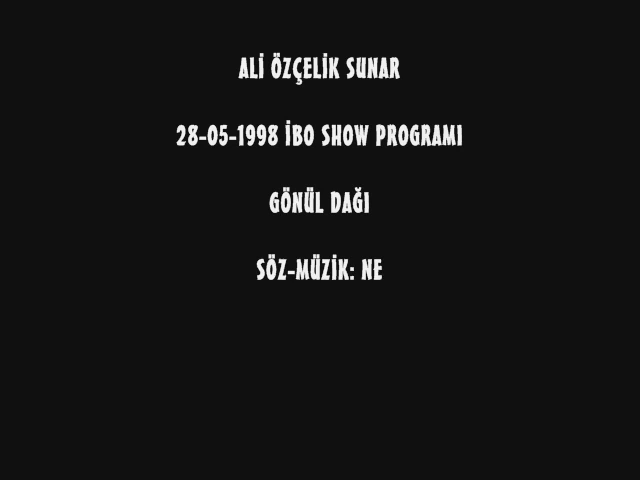 ALİ ÖZÇELİK SUNAR
28-05-1998 İBO SHOW PROGRAMI
GÖNÜL DAĞI
SÖZ-MÜZİK: NE